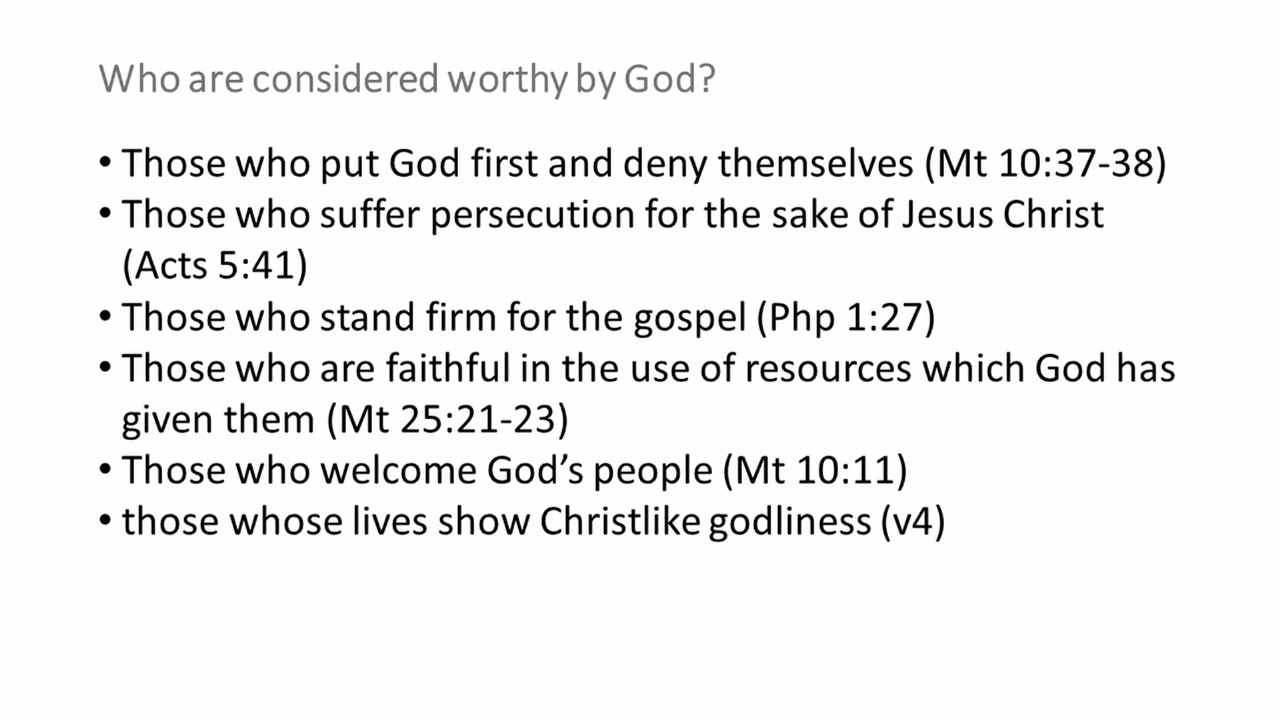 Who are considered worthy by God?
• Those who put God first and deny themselves (Mt 10:37-38)
• Those who suffer persecution for the sake of Jesus Christ
(Acts 5:41)
• Those who stand firm for the gospel (Php 1:27)
• Those who are faithful in the use of resources which God has
given them (Mt 25:21-23)
• Those who welcome God’s people (Mt 10:11)
• those whose lives show Christlike godliness (v4)